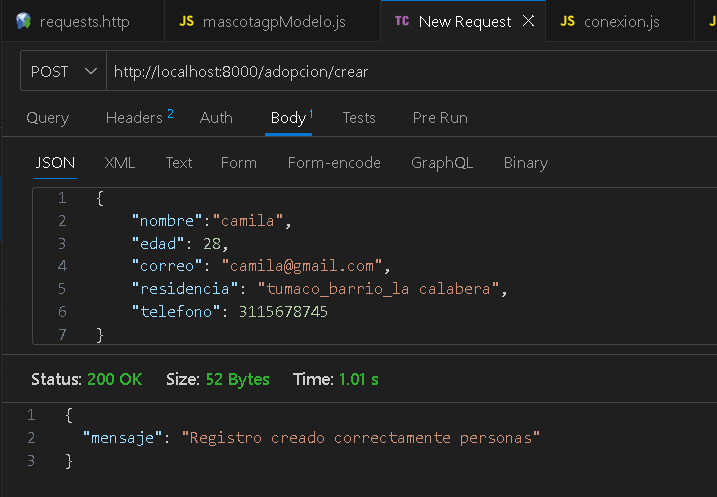 requests.http JS mascotagpModelo.js TC New Request × JS conexion.js J
POST http://localhost:8000/adopcion/crear
Query Headers 2 Auth Body 1 Tests Pre Run
JSON XML Text Form Form-encode GraphQL Binary
1 {
2 "nombre":"camila",
3 "edad": 28,
4 "correo": "camila@gmail.com",
5 "residencia": "tumaco_barrio_la calabera",
6 "telefono": 3115678745
7 }
Status: 200 OK Size: 52 Bytes Time: 1.01 s
1 {
2 "mensaje": "Registro creado correctamente personas"
3 }